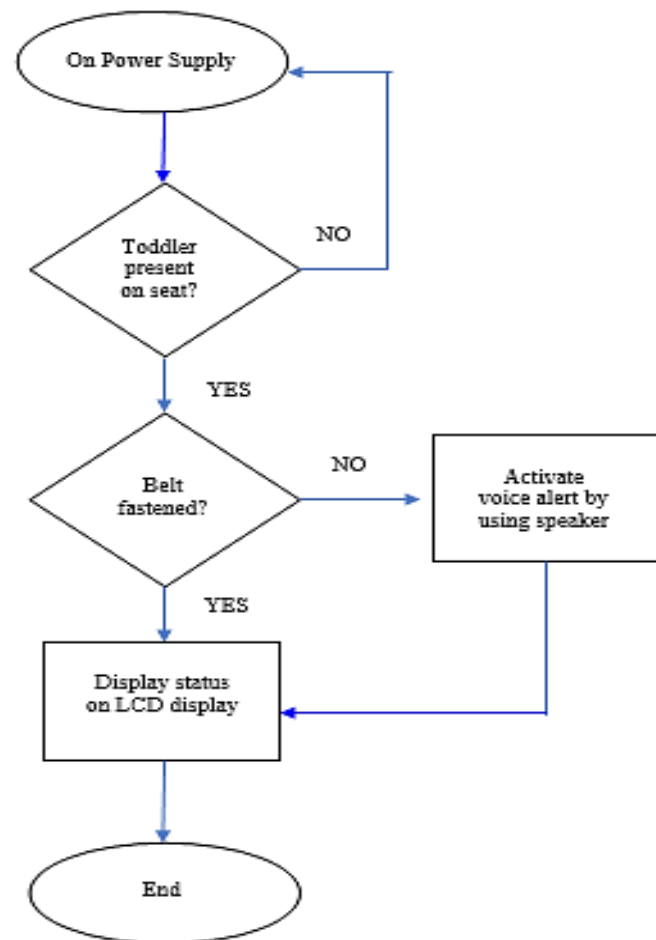 On Power Supply
Toddler
present
on seat?
NO
YES
Belt
fastened?
NO
Activate
voice alert by
using speaker
YES
Display status
on LCD display
End